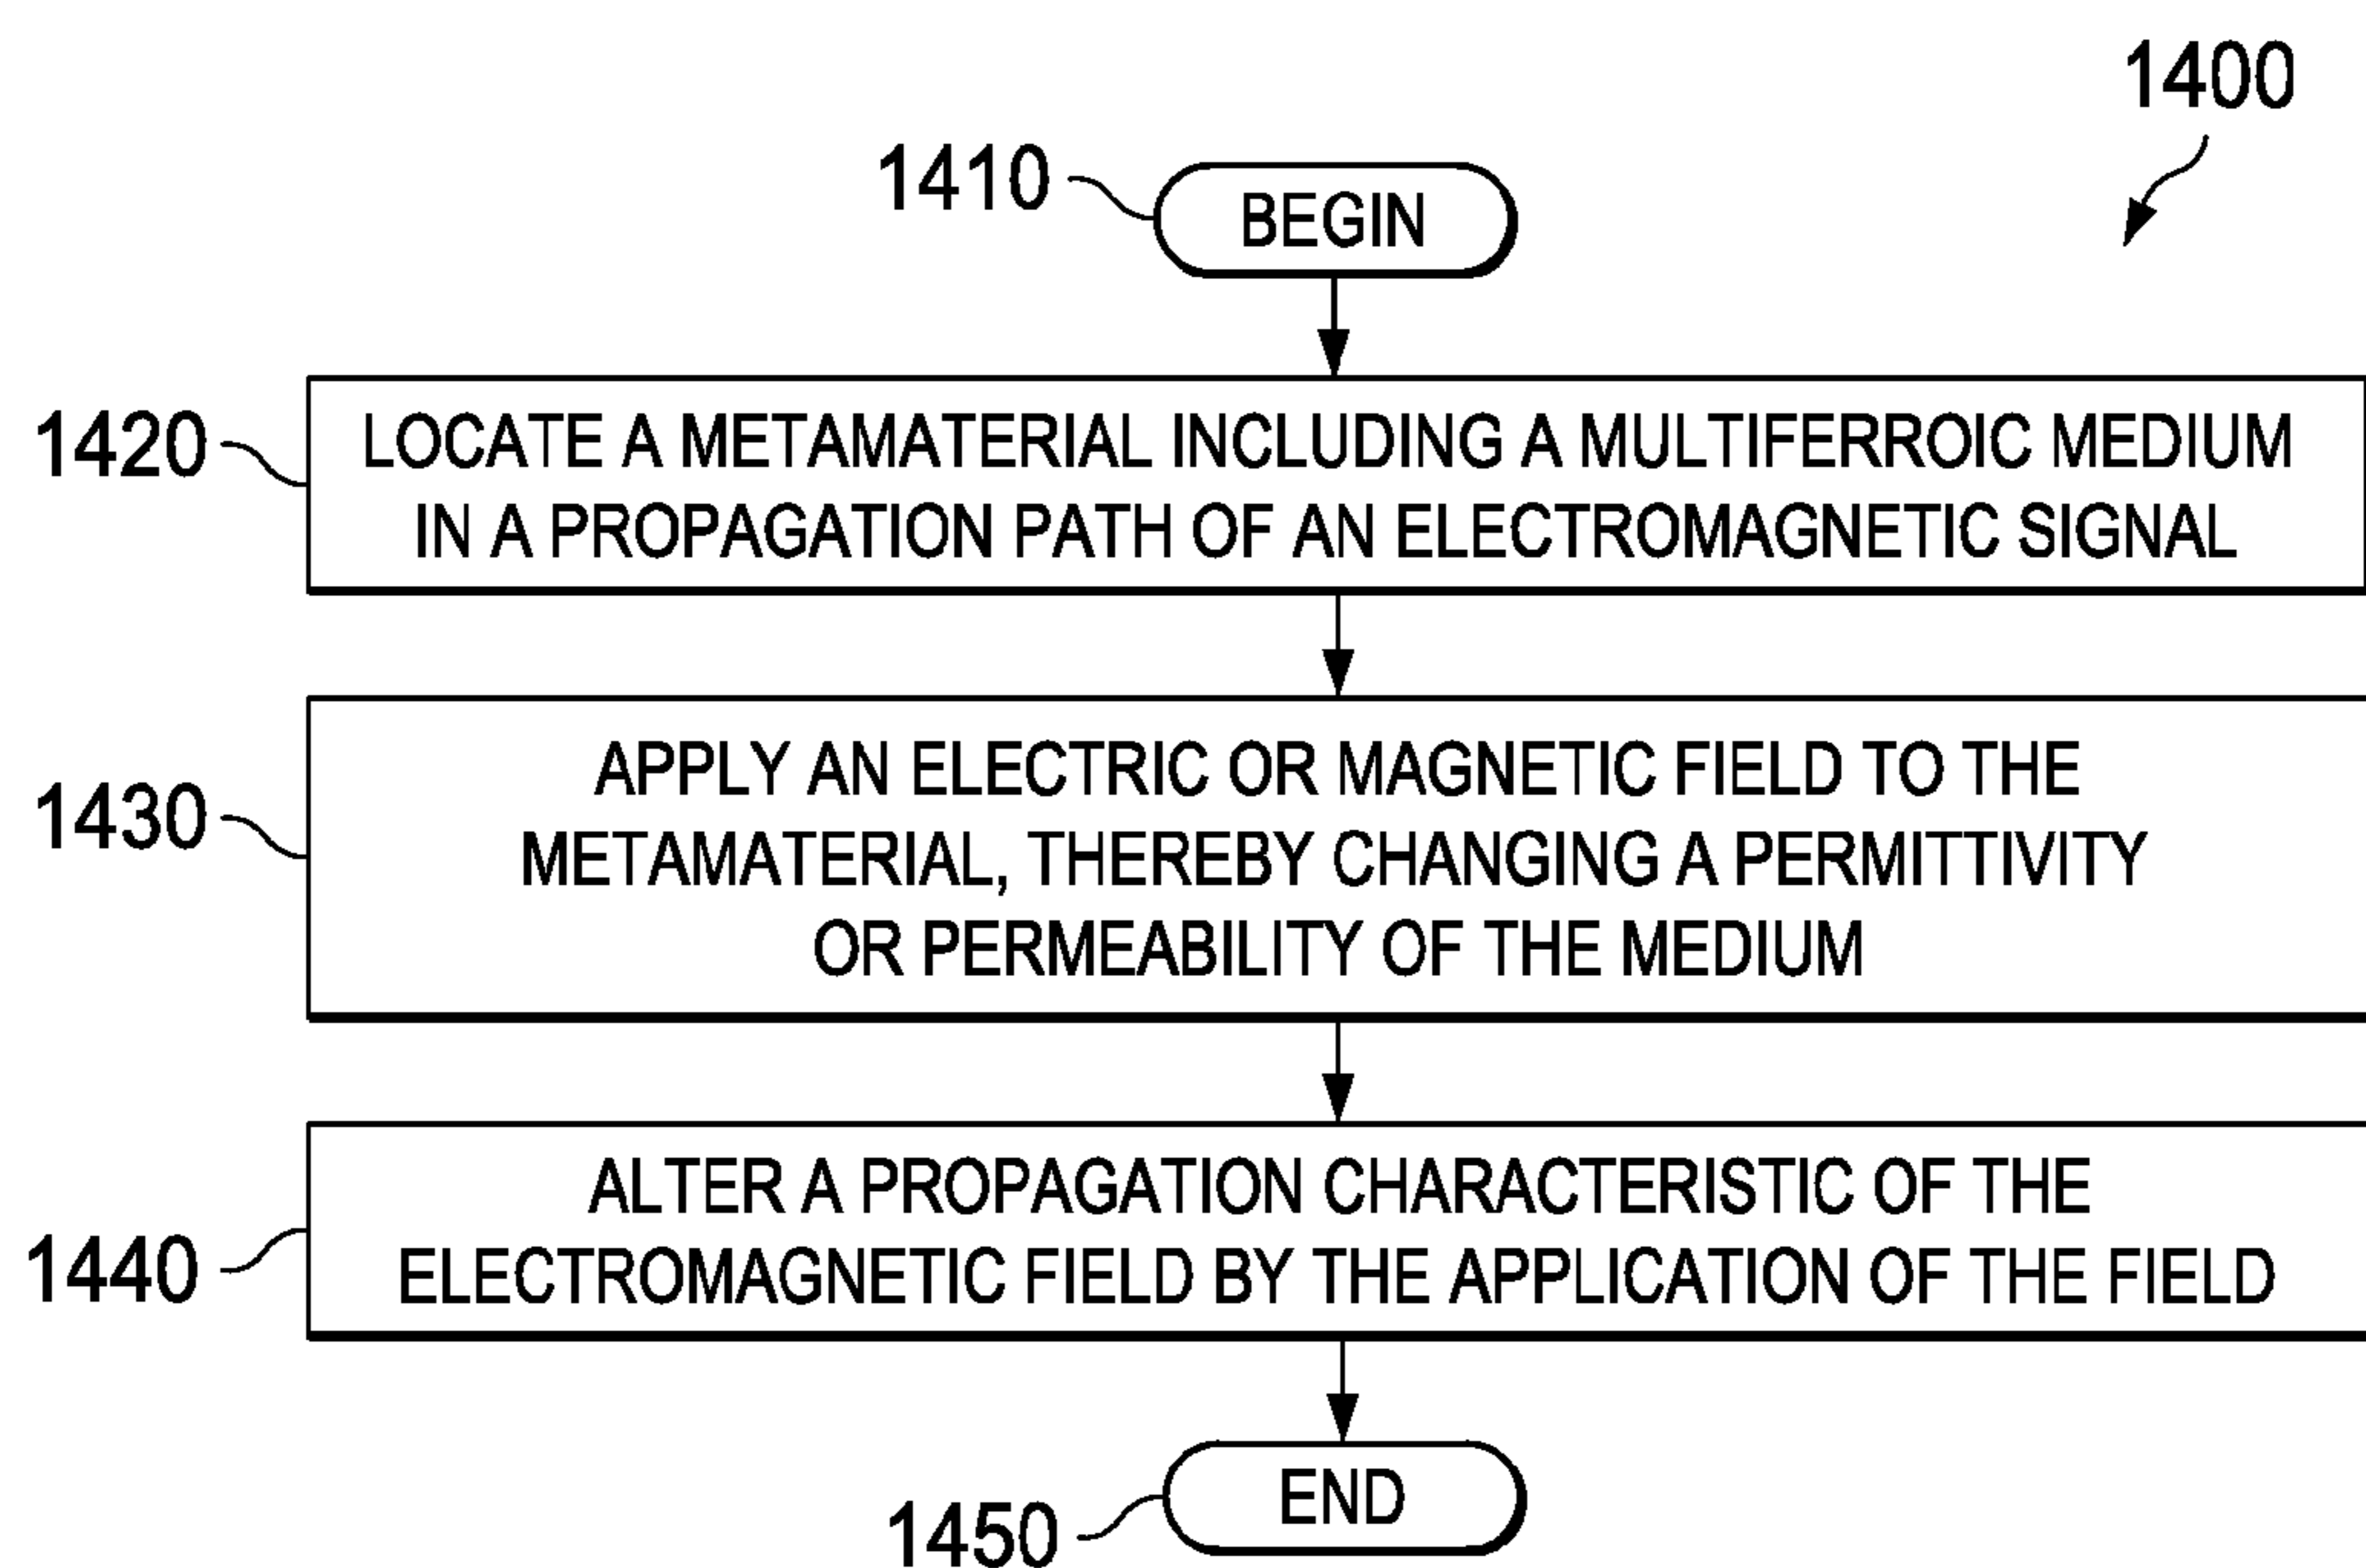 1400
1410
BEGIN
1420
LOCATE A METAMATERIAL INCLUDING A MULTIFERROIC MEDIUM
IN A PROPAGATION PATH OF AN ELECTROMAGNETIC SIGNAL
1430
APPLY AN ELECTRIC OR MAGNETIC FIELD TO THE
METAMATERIAL, THEREBY CHANGING A PERMITTIVITY
OR PERMEABILITY OF THE MEDIUM
1440
ALTER A PROPAGATION CHARACTERISTIC OF THE
ELECTROMAGNETIC FIELD BY THE APPLICATION OF THE FIELD
1450
END